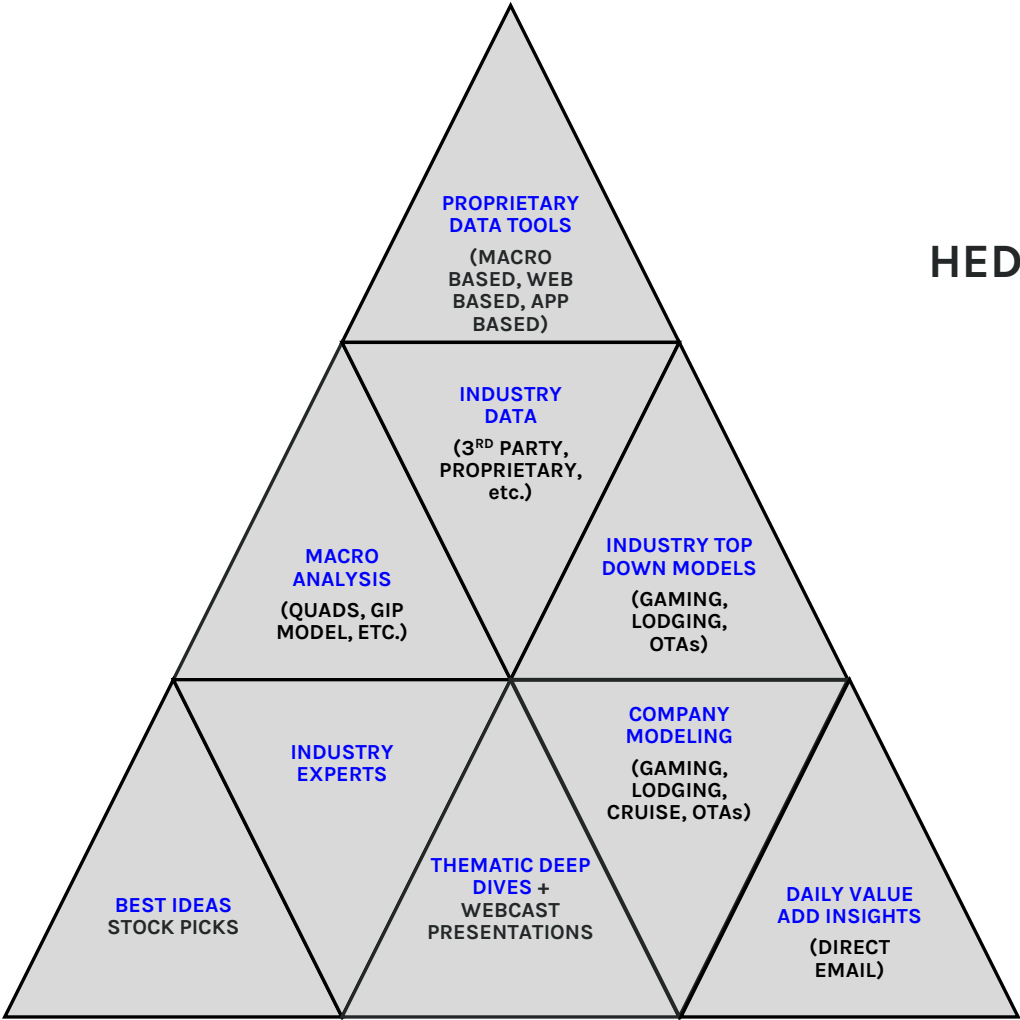 PROPRIETARY
DATA TOOLS
(MACRO
BASED, WEB
BASED, APP
BASED)
HED
INDUSTRY
DATA
(3RD PARTY,
PROPRIETARY,
etc.)
MACRO
ANALYSIS
(QUADS, GIP
MODEL, ETC.)
INDUSTRY TOP
DOWN MODELS
(GAMING,
LODGING,
OTAs)
INDUSTRY
EXPERTS
COMPANY
MODELING
(GAMING,
LODGING,
CRUISE, OTAs)
BEST IDEAS
STOCK PICKS
THEMATIC DEEP
DIVES +
WEBCAST
PRESENTATIONS
DAILY VALUE
ADD INSIGHTS
(DIRECT
EMAIL)